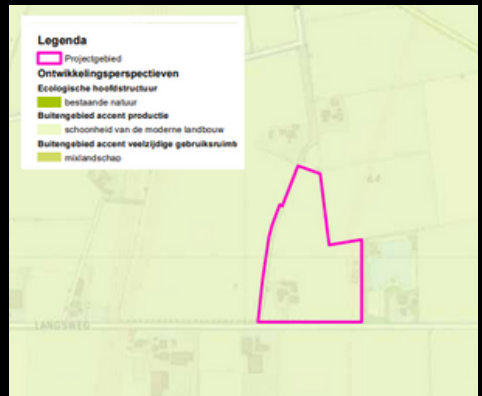 Legenda
Projectgebied
Ontwikkelingsperspectieven
Ecologische hoofdstructuur
bestaande natuur
Buitengebied accent productie
schoonheid van de moderne landbouw
Buitengebied accent veelzijdige gebruiksruimt
mixlandschap
LANGSWEG